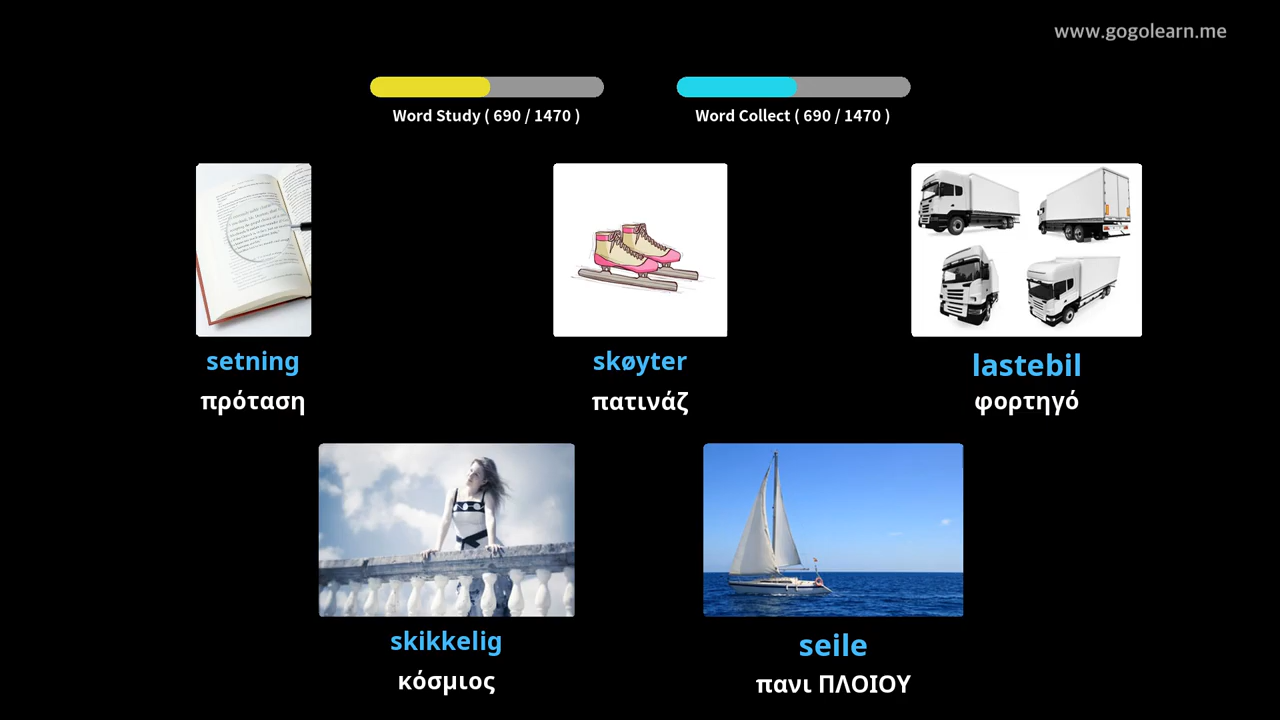 www.gogolearn.me
Word Study ( 690 / 1470 )
Word Collect ( 690 / 1470 )
setning
πρόταση
skøyter
πατινάζ
lastebil
φορτηγό
skikkelig
κόσμιος
seile
πανι ΠΛΟΙΟΥ